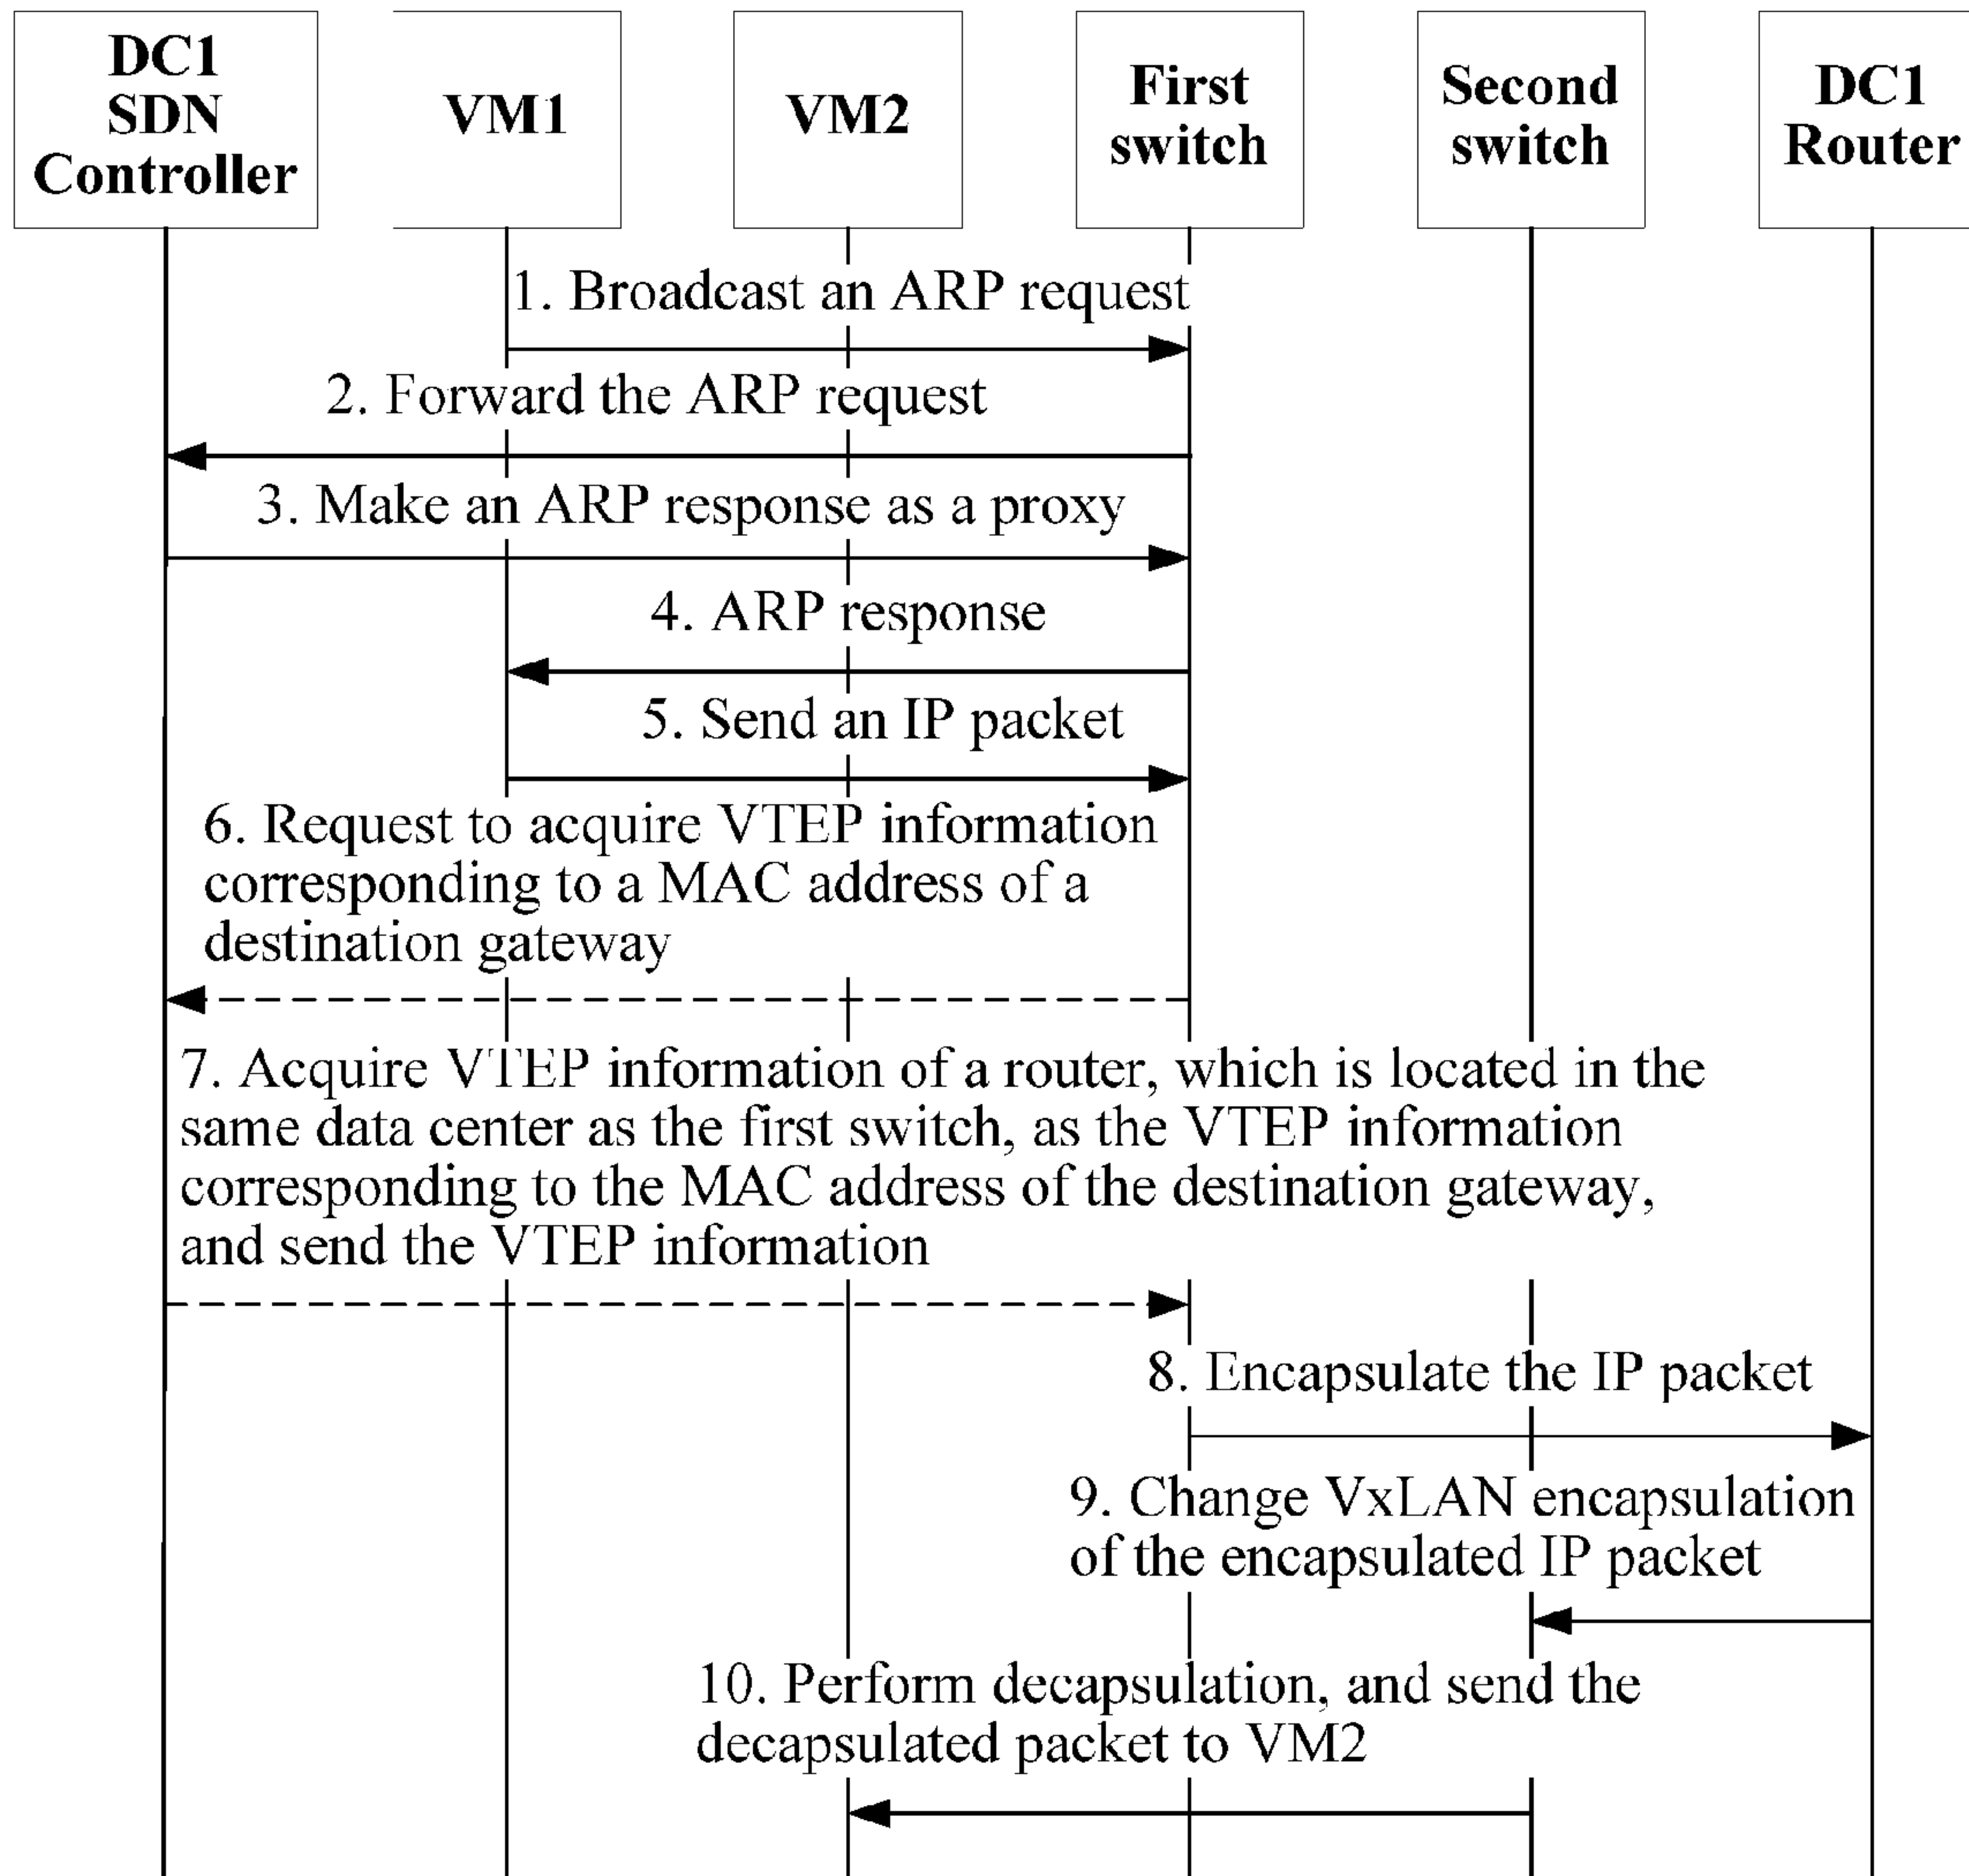 DC1
SDN
Controller
VM1
VM2
First
switch
Second
switch
DC1
Router
1. Broadcast an ARP request
2. Forward the ARP request
3. Make an ARP response as a proxy
4. ARP response
5. Send an IP packet
6. Request to acquire VTEP information
corresponding to a MAC address of a
destination gateway
7. Acquire VTEP information of a router, which is located in the
same data center as the first switch, as the VTEP information
corresponding to the MAC address of the destination gateway,
and send the VTEP information
8. Encapsulate the IP packet
9. Change VxLAN encapsulation
of the encapsulated IP packet
10. Perform decapsulation, and send the
decapsulated packet to VM2